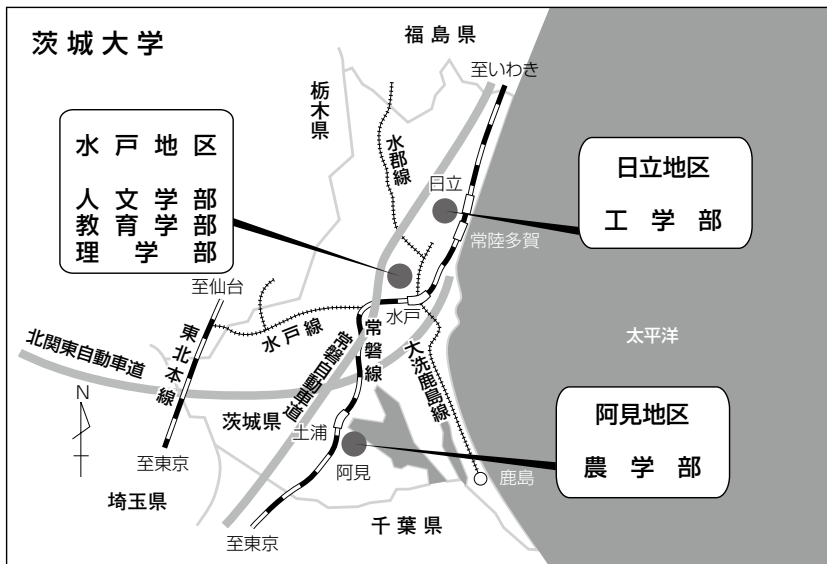 茨城大学
福島県
至いわき
栃木県
水戸地区
人文学部
教育学部
理学部
水郡線
日立
日立地区
工学部
常陸多賀
至仙台
水戸
水戸線
東北本線
北関東自動車道
常磐線
常磐自動車道
大洗鹿島線
太平洋
N
茨城県
土浦
阿見
阿見地区
農学部
至東京
鹿島
埼玉県
千葉県
至東京